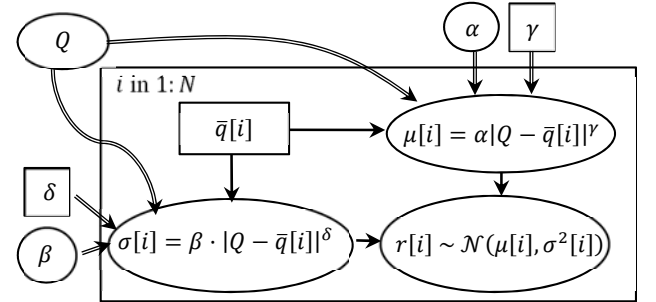 Q
α
γ
i in 1: N
q̄[i]
μ[i] = α|Q − q̄[i]|^γ
δ
β
σ[i] = β · |Q − q̄[i]|^δ
r[i] ~ 𝒩(μ[i], σ²[i])